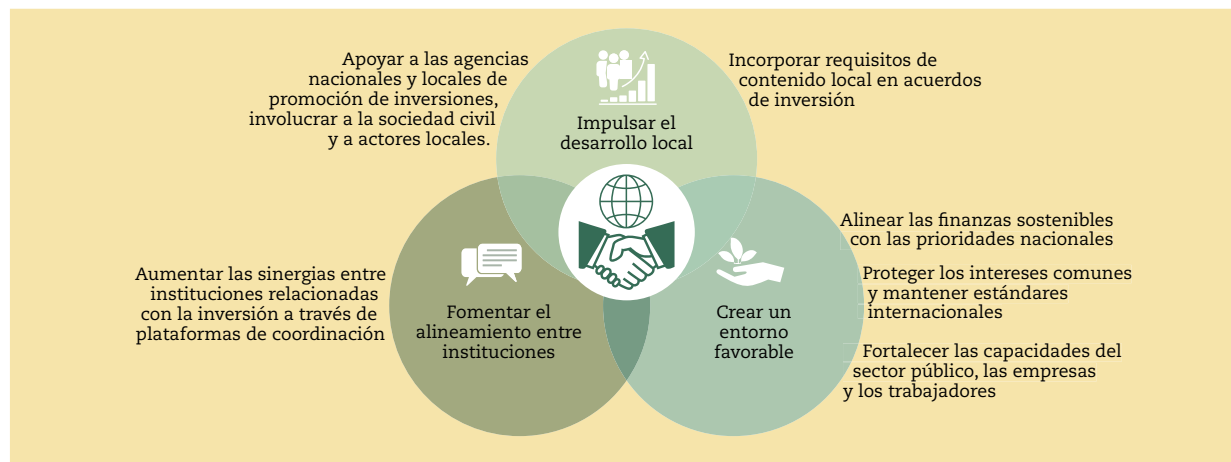 Apoyar a las agencias
nacionales y locales de
promoción de inversiones,
involucrar a la sociedad civil
y a actores locales.
Impulsar el
desarrollo local
Incorporar requisitos de
contenido local en acuerdos
de inversión
Aumentar las sinergias entre
instituciones relacionadas
con la inversión a través de
plataformas de coordinación
Fomentar el
alineamiento entre
instituciones
Crear un
entorno
favorable
Alinear las finanzas sostenibles
con las prioridades nacionales
Proteger los intereses comunes
y mantener estándares
internacionales
Fortalecer las capacidades del
sector público, las empresas
y los trabajadores